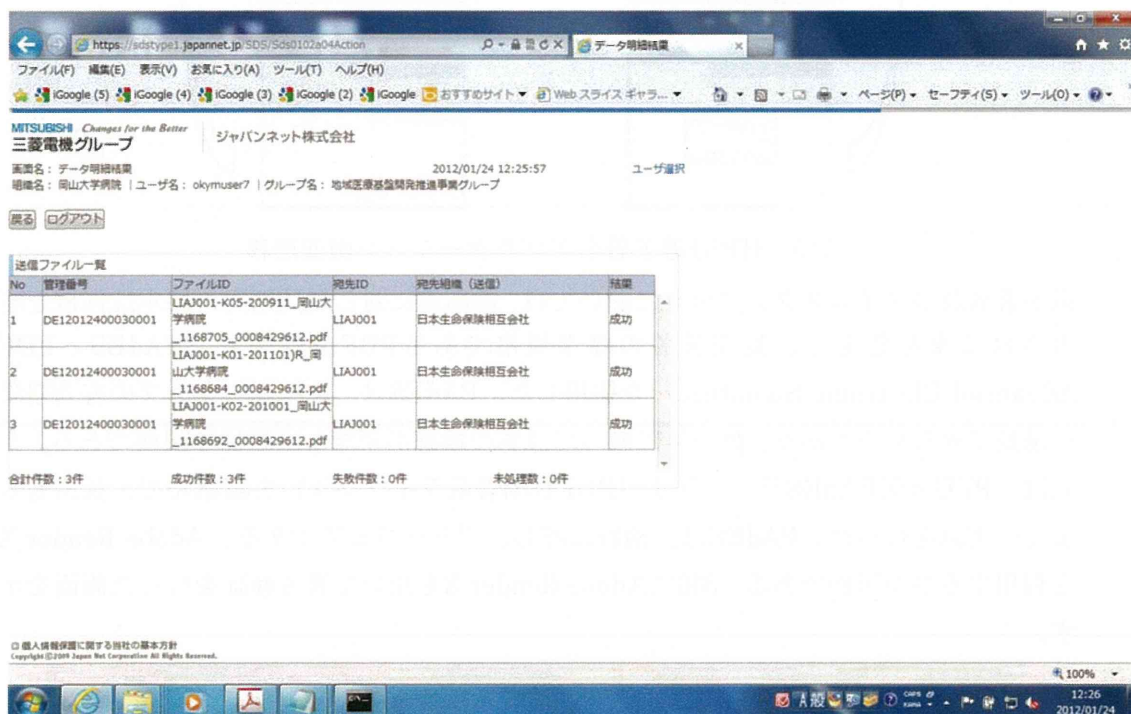 https://sdstype1.japannet.jp/SDS/Sds0102a04Action
データ明細結果
ファイル(F) 編集(E) 表示(V) お気に入り(A) ツール(T) ヘルプ(H)
iGoogle (5) iGoogle (4) iGoogle (3) iGoogle (2) iGoogle おすすめサイト Web スライス ギャラ... ページ(P) セーフティ(S) ツール(O)
MITSUBISHI Changes for the Better
三菱電機グループ
ジャパンネット株式会社
画面名: データ明細結果 2012/01/24 12:25:57 ユーザ選択
組織名: 岡山大学病院 | ユーザ名: okymuser7 | グループ名: 地域医療基盤開発推進事業グループ
戻る ログアウト
送信ファイル一覧
No 管理番号 ファイルID 宛先ID 宛先組織(送信) 結果
1 DE12012400030001 LIAJ001-K05-200911_岡山大学病院_1168705_0008429612.pdf LIAJ001 日本生命保険相互会社 成功
2 DE12012400030001 LIAJ001-K01-201101)R_岡山大学病院_1168684_0008429612.pdf LIAJ001 日本生命保険相互会社 成功
3 DE12012400030001 LIAJ001-K02-201001_岡山大学病院_1168692_0008429612.pdf LIAJ001 日本生命保険相互会社 成功
合計件数:3件 成功件数:3件 失敗件数:0件 未処理数:0件
個人情報保護に関する当社の基本方針
Copyright (C)2009 Japan Net Corporation All Rights Reserved.
100%
A 般 CAPS KANA
12:26
2012/01/24